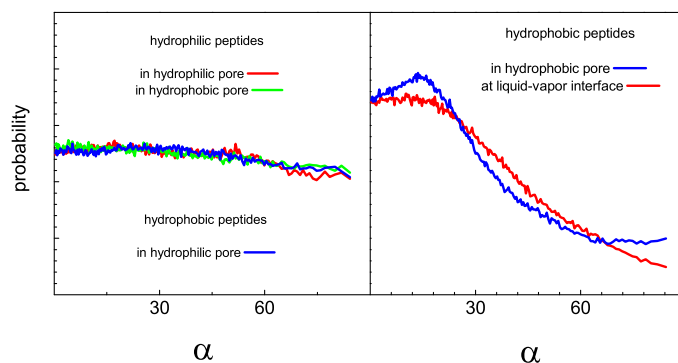 hydrophilic peptides
in hydrophilic pore
in hydrophobic pore
hydrophobic peptides
in hydrophilic pore
hydrophobic peptides
in hydrophobic pore
at liquid-vapor interface
probability
30
60
30
60
α
α